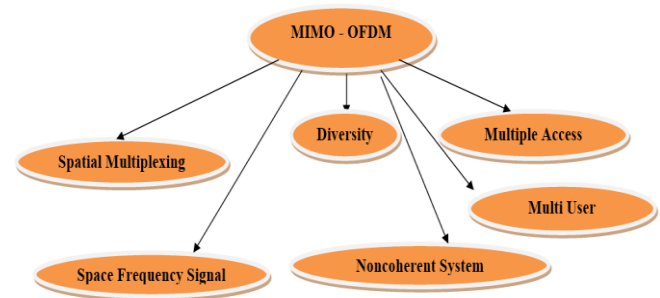 MIMO - OFDM
Diversity
Multiple Access
Spatial Multiplexing
Multi User
Space Frequency Signal
Noncoherent System